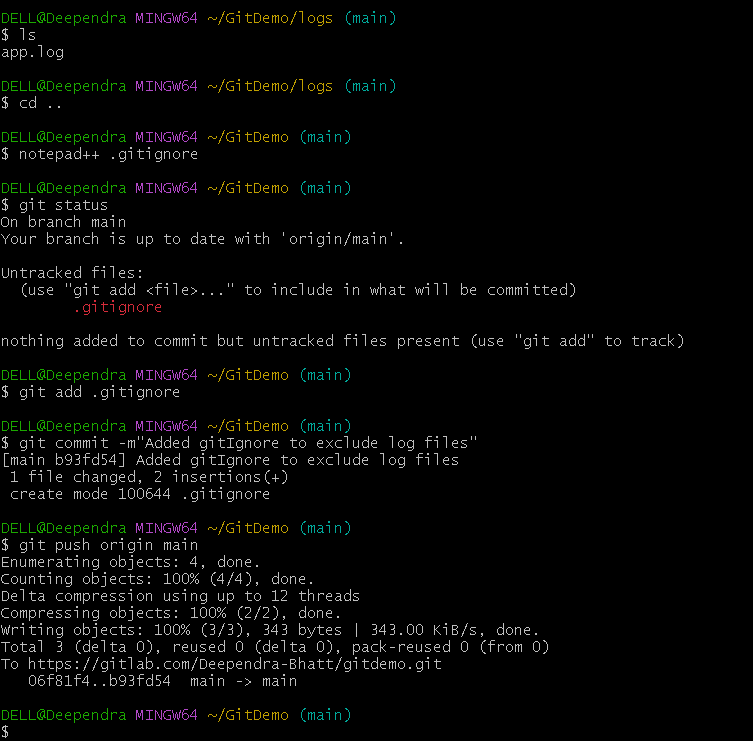 DELL@Deependra MINGW64 ~/GitDemo/logs (main)
$ ls
app.log
DELL@Deependra MINGW64 ~/GitDemo/logs (main)
$ cd ..
DELL@Deependra MINGW64 ~/GitDemo (main)
$ notepad++ .gitignore
DELL@Deependra MINGW64 ~/GitDemo (main)
$ git status
On branch main
Your branch is up to date with 'origin/main'.
Untracked files:
  (use "git add <file>..." to include in what will be committed)
        .gitignore
nothing added to commit but untracked files present (use "git add" to track)
DELL@Deependra MINGW64 ~/GitDemo (main)
$ git add .gitignore
DELL@Deependra MINGW64 ~/GitDemo (main)
$ git commit -m"Added gitIgnore to exclude log files"
[main b93fd54] Added gitIgnore to exclude log files
 1 file changed, 2 insertions(+)
 create mode 100644 .gitignore
DELL@Deependra MINGW64 ~/GitDemo (main)
$ git push origin main
Enumerating objects: 4, done.
Counting objects: 100% (4/4), done.
Delta compression using up to 12 threads
Compressing objects: 100% (2/2), done.
Writing objects: 100% (3/3), 343 bytes | 343.00 KiB/s, done.
Total 3 (delta 0), reused 0 (delta 0), pack-reused 0 (from 0)
To https://gitlab.com/Deependra-Bhatt/gitdemo.git
   06f81f4..b93fd54  main -> main
DELL@Deependra MINGW64 ~/GitDemo (main)
$